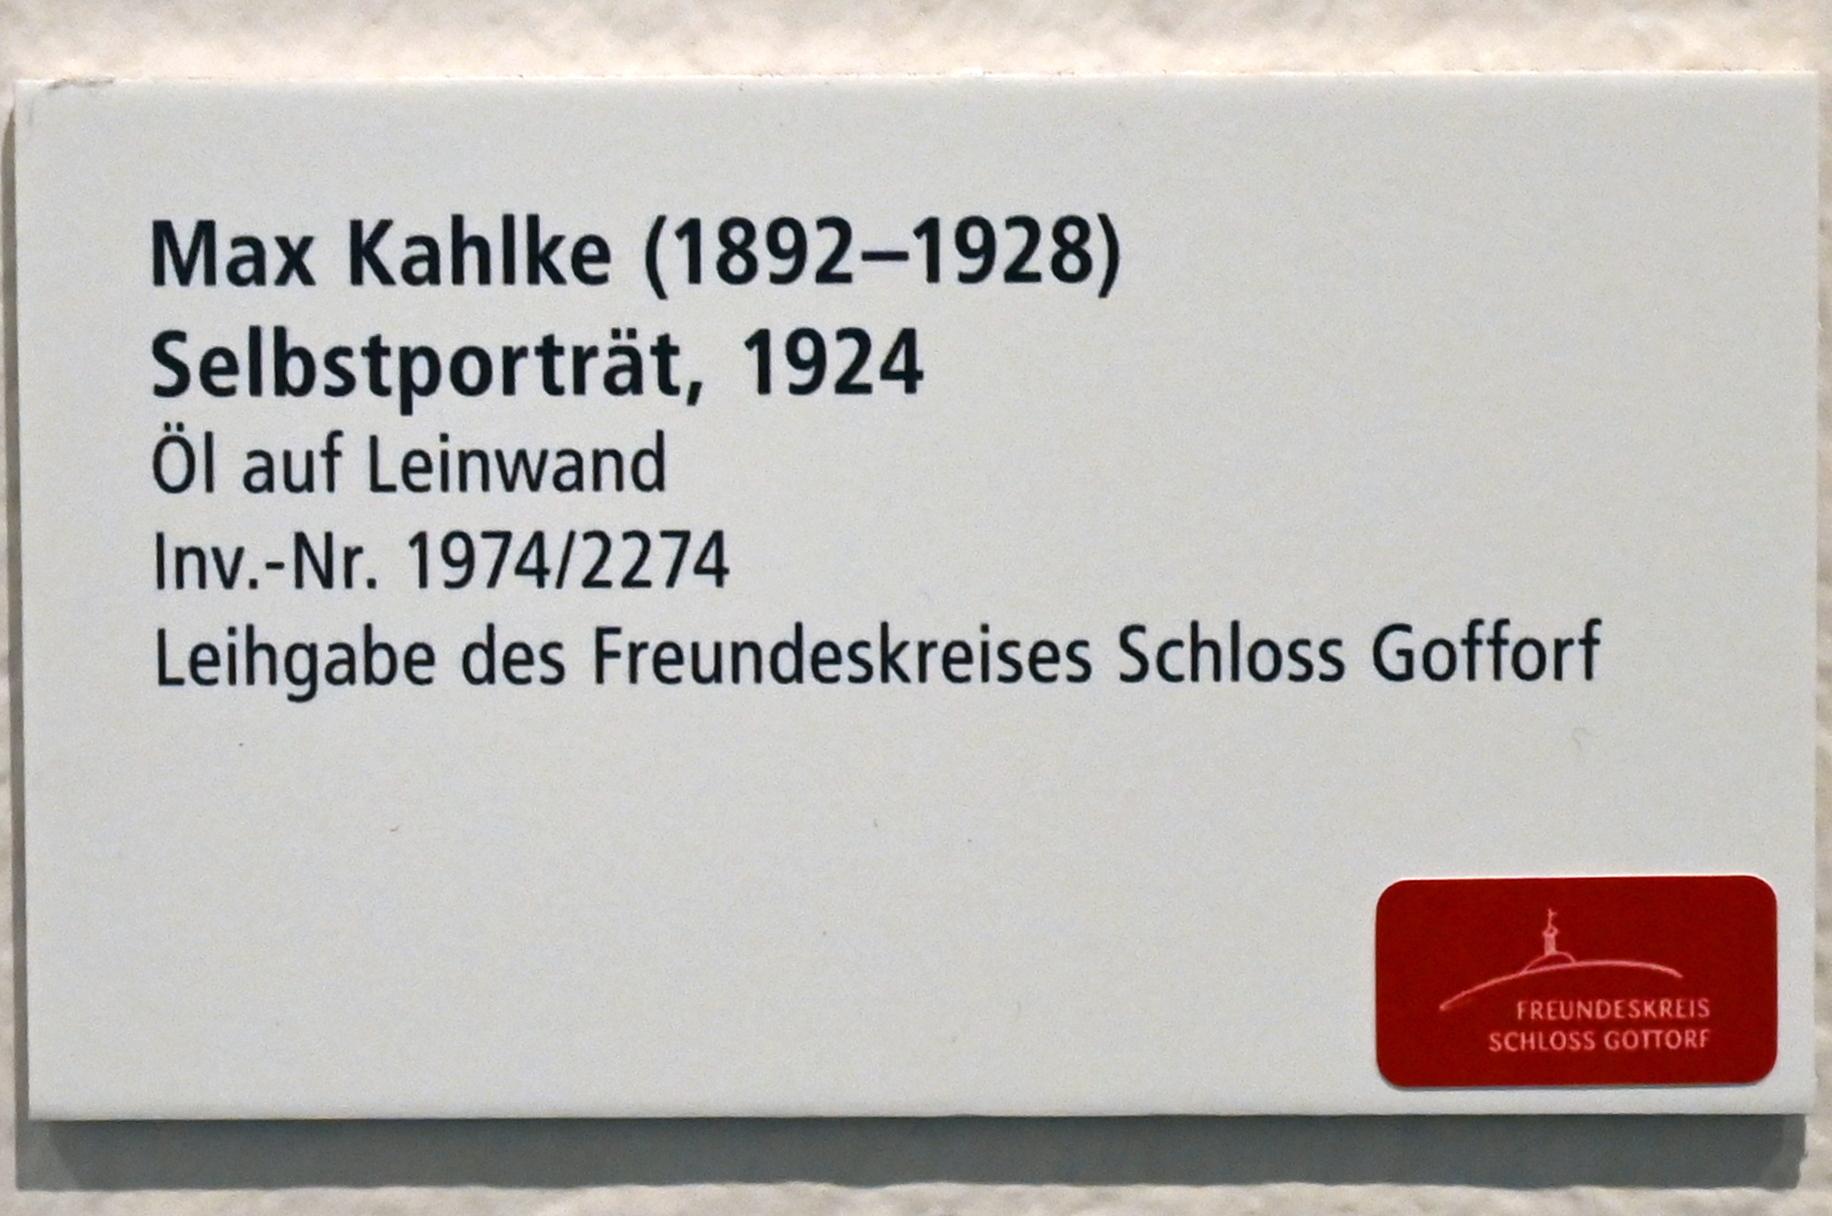 Max Kahlke (1892–1928)
Selbstporträt, 1924
Öl auf Leinwand
Inv.-Nr. 1974/2274
Leihgabe des Freundeskreises Schloss Gofforf
FREUNDESKREIS
SCHLOSS GOTTORF